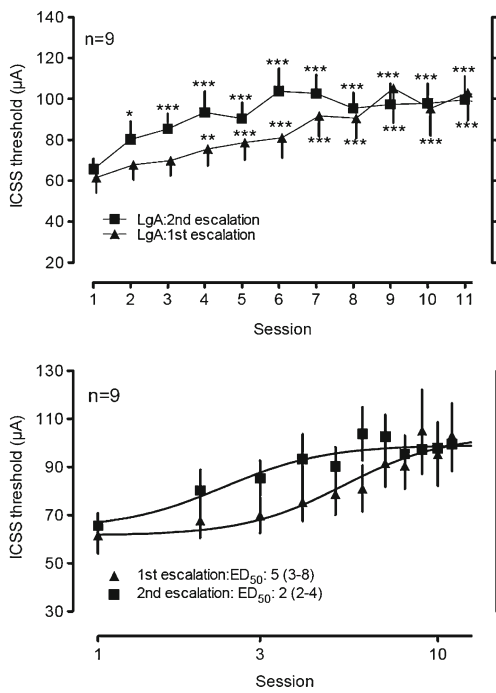 140
n=9
120
***
***
***
***
***
***
***
***
***
*
100
80
**
***
***
***
***
***
***
***
60
40
20
ICSS threshold (µA)
LgA:2nd escalation
LgA:1st escalation
1 2 3 4 5 6 7 8 9 10 11
Session
130
n=9
110
90
70
50
30
ICSS threshold (µA)
1st escalation:ED50: 5 (3-8)
2nd escalation: ED50: 2 (2-4)
1 3 10
Session